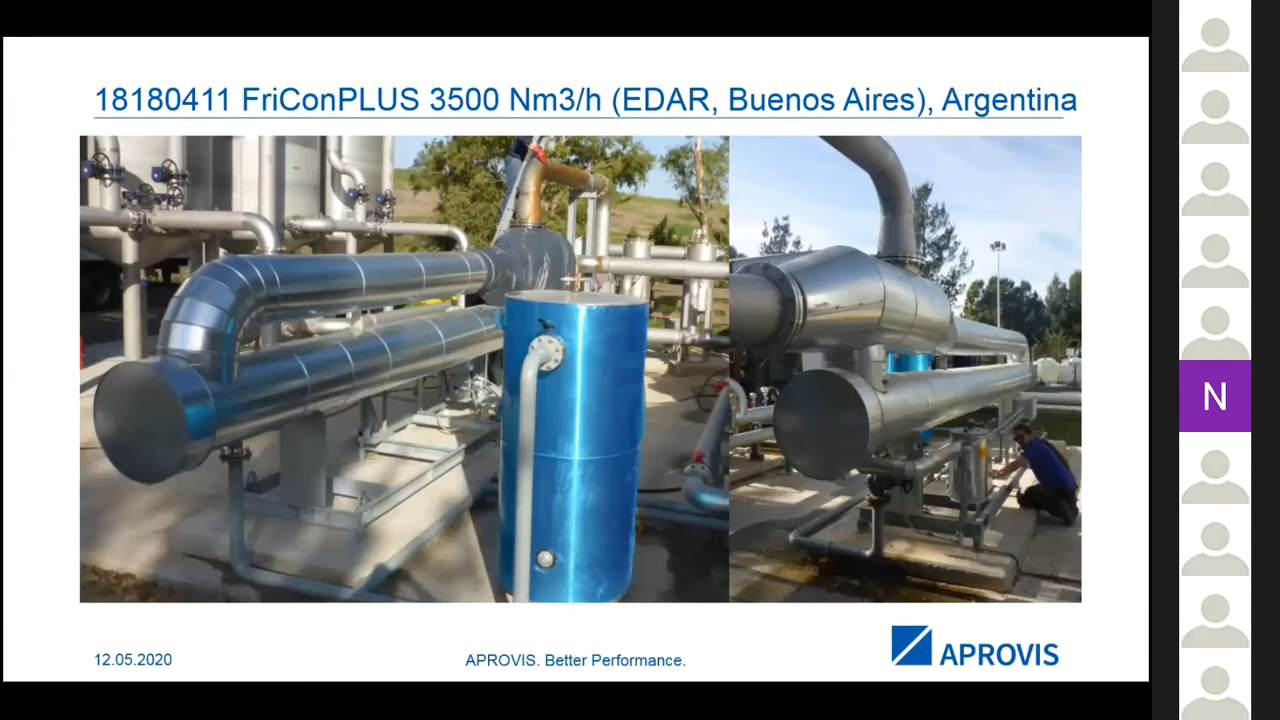 18180411 FriConPLUS 3500 Nm3/h (EDAR, Buenos Aires), Argentina
N
12.05.2020
APROVIS. Better Performance.
APROVIS